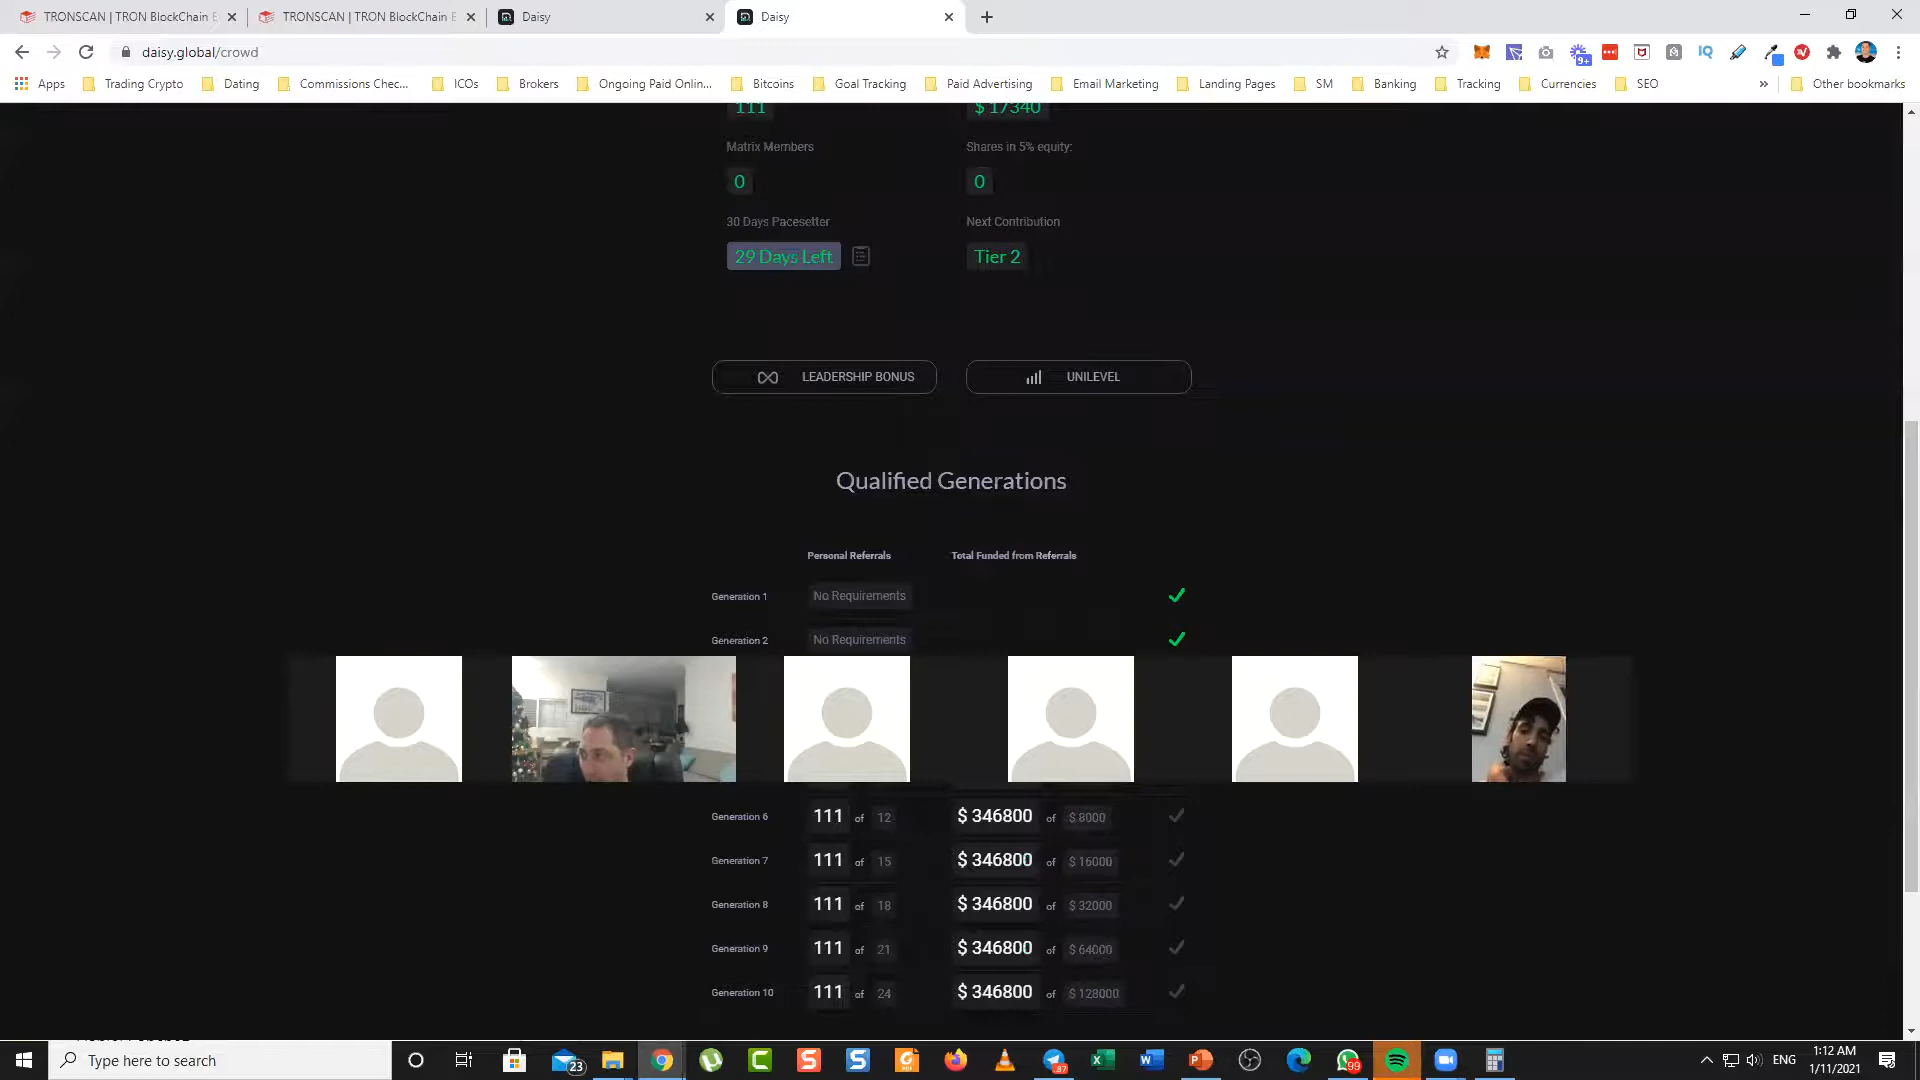 TRONSCAN | TRON BlockChain E
TRONSCAN | TRON BlockChain E
Daisy
Daisy
daisy.global/crowd
9+
IQ
Apps
Trading Crypto
Dating
Commissions Chec...
ICOs
Brokers
Ongoing Paid Onlin...
Bitcoins
Goal Tracking
Paid Advertising
Email Marketing
Landing Pages
SM
Banking
Tracking
Currencies
SEO
»
Other bookmarks
111
$ 17340
Matrix Members
Shares in 5% equity:
0
0
30 Days Pacesetter
Next Contribution
29 Days Left
Tier 2
LEADERSHIP BONUS
UNILEVEL
Qualified Generations
Personal Referrals
Total Funded from Referrals
Generation 1
No Requirements
Generation 2
No Requirements
Generation 6 111 of 12 $ 346800 of $ 8000
Generation 7 111 of 15 $ 346800 of $ 16000
Generation 8 111 of 18 $ 346800 of $ 32000
Generation 9 111 of 21 $ 346800 of $ 64000
Generation 10 111 of 24 $ 346800 of $ 128000
Type here to search
23
87
99
ENG
1:12 AM
1/11/2021